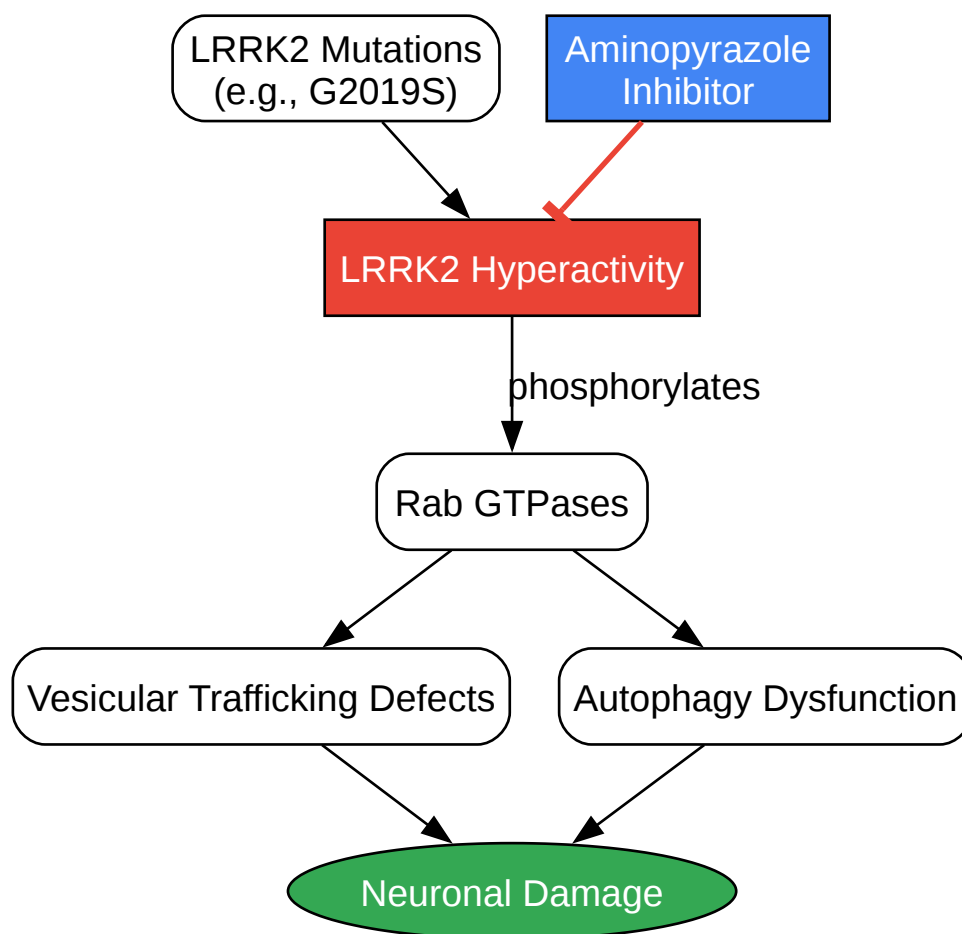 LRRK2 Mutations
(e.g., G2019S)
Aminopyrazole
Inhibitor
LRRK2 Hyperactivity
phosphorylates
Rab GTPases
Vesicular Trafficking Defects
Autophagy Dysfunction
Neuronal Damage